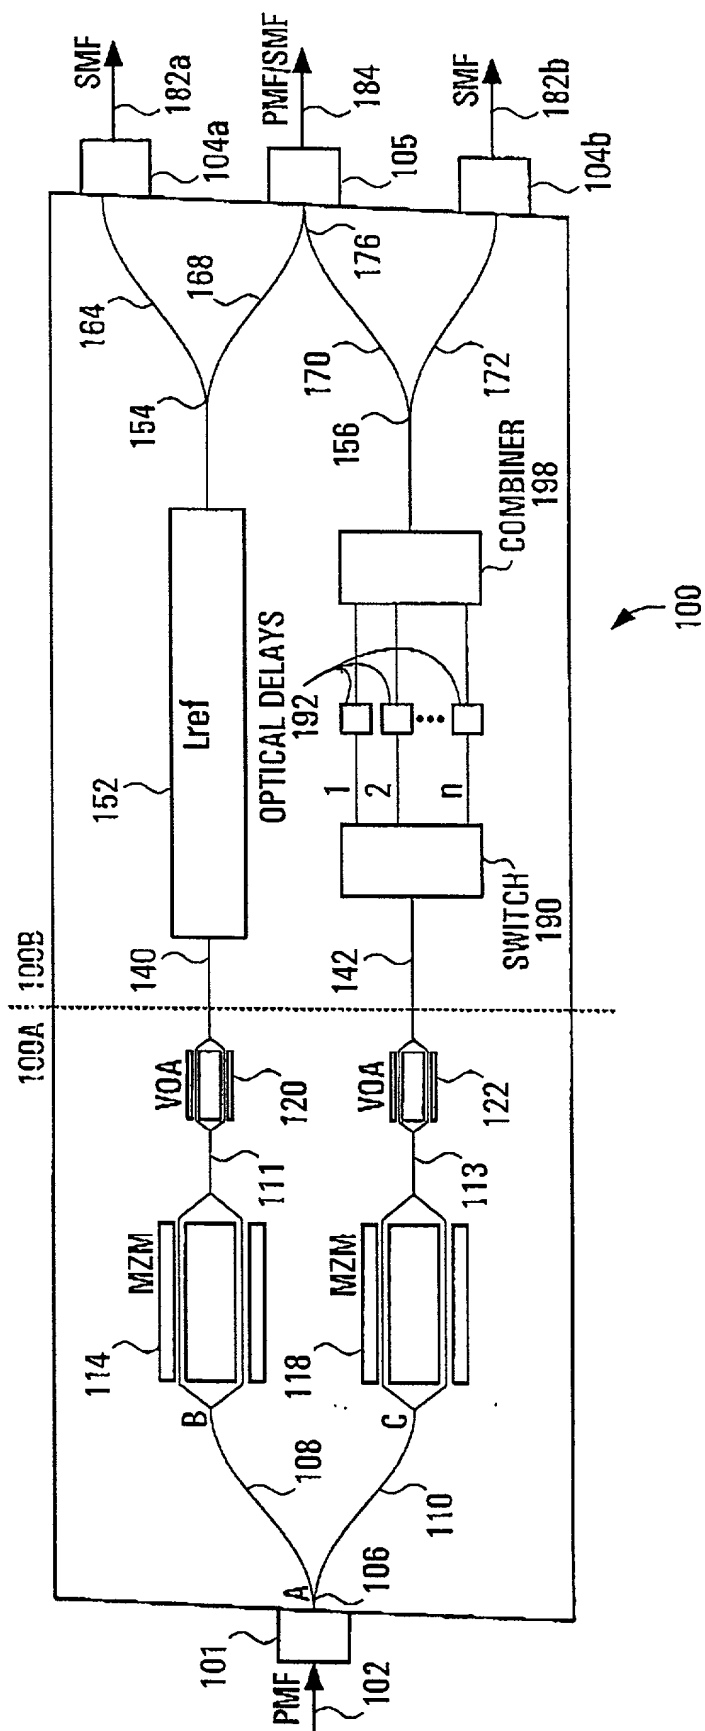 100A
100B
PMF
102
101
A
106
108
110
B
C
114
MZM
118
MZM
111
113
VOA
120
VOA
122
140
142
152
Lref
OPTICAL DELAYS
192
1
2
n
SWITCH
190
COMBINER
198
154
156
164
168
170
172
176
104a
105
104b
SMF
182a
PMF/SMF
184
SMF
182b
100